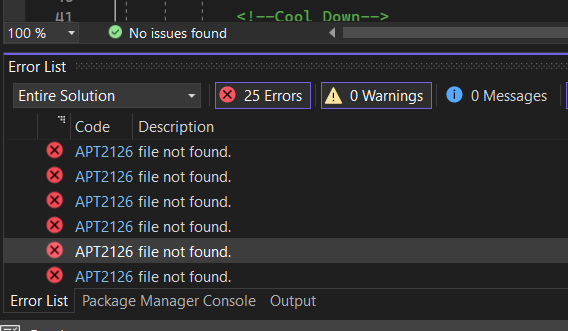 41 <!--Cool Down-->
100 % No issues found
Error List
Entire Solution 25 Errors 0 Warnings 0 Messages
Code Description
APT2126 file not found.
APT2126 file not found.
APT2126 file not found.
APT2126 file not found.
APT2126 file not found.
APT2126 file not found.
Error List Package Manager Console Output